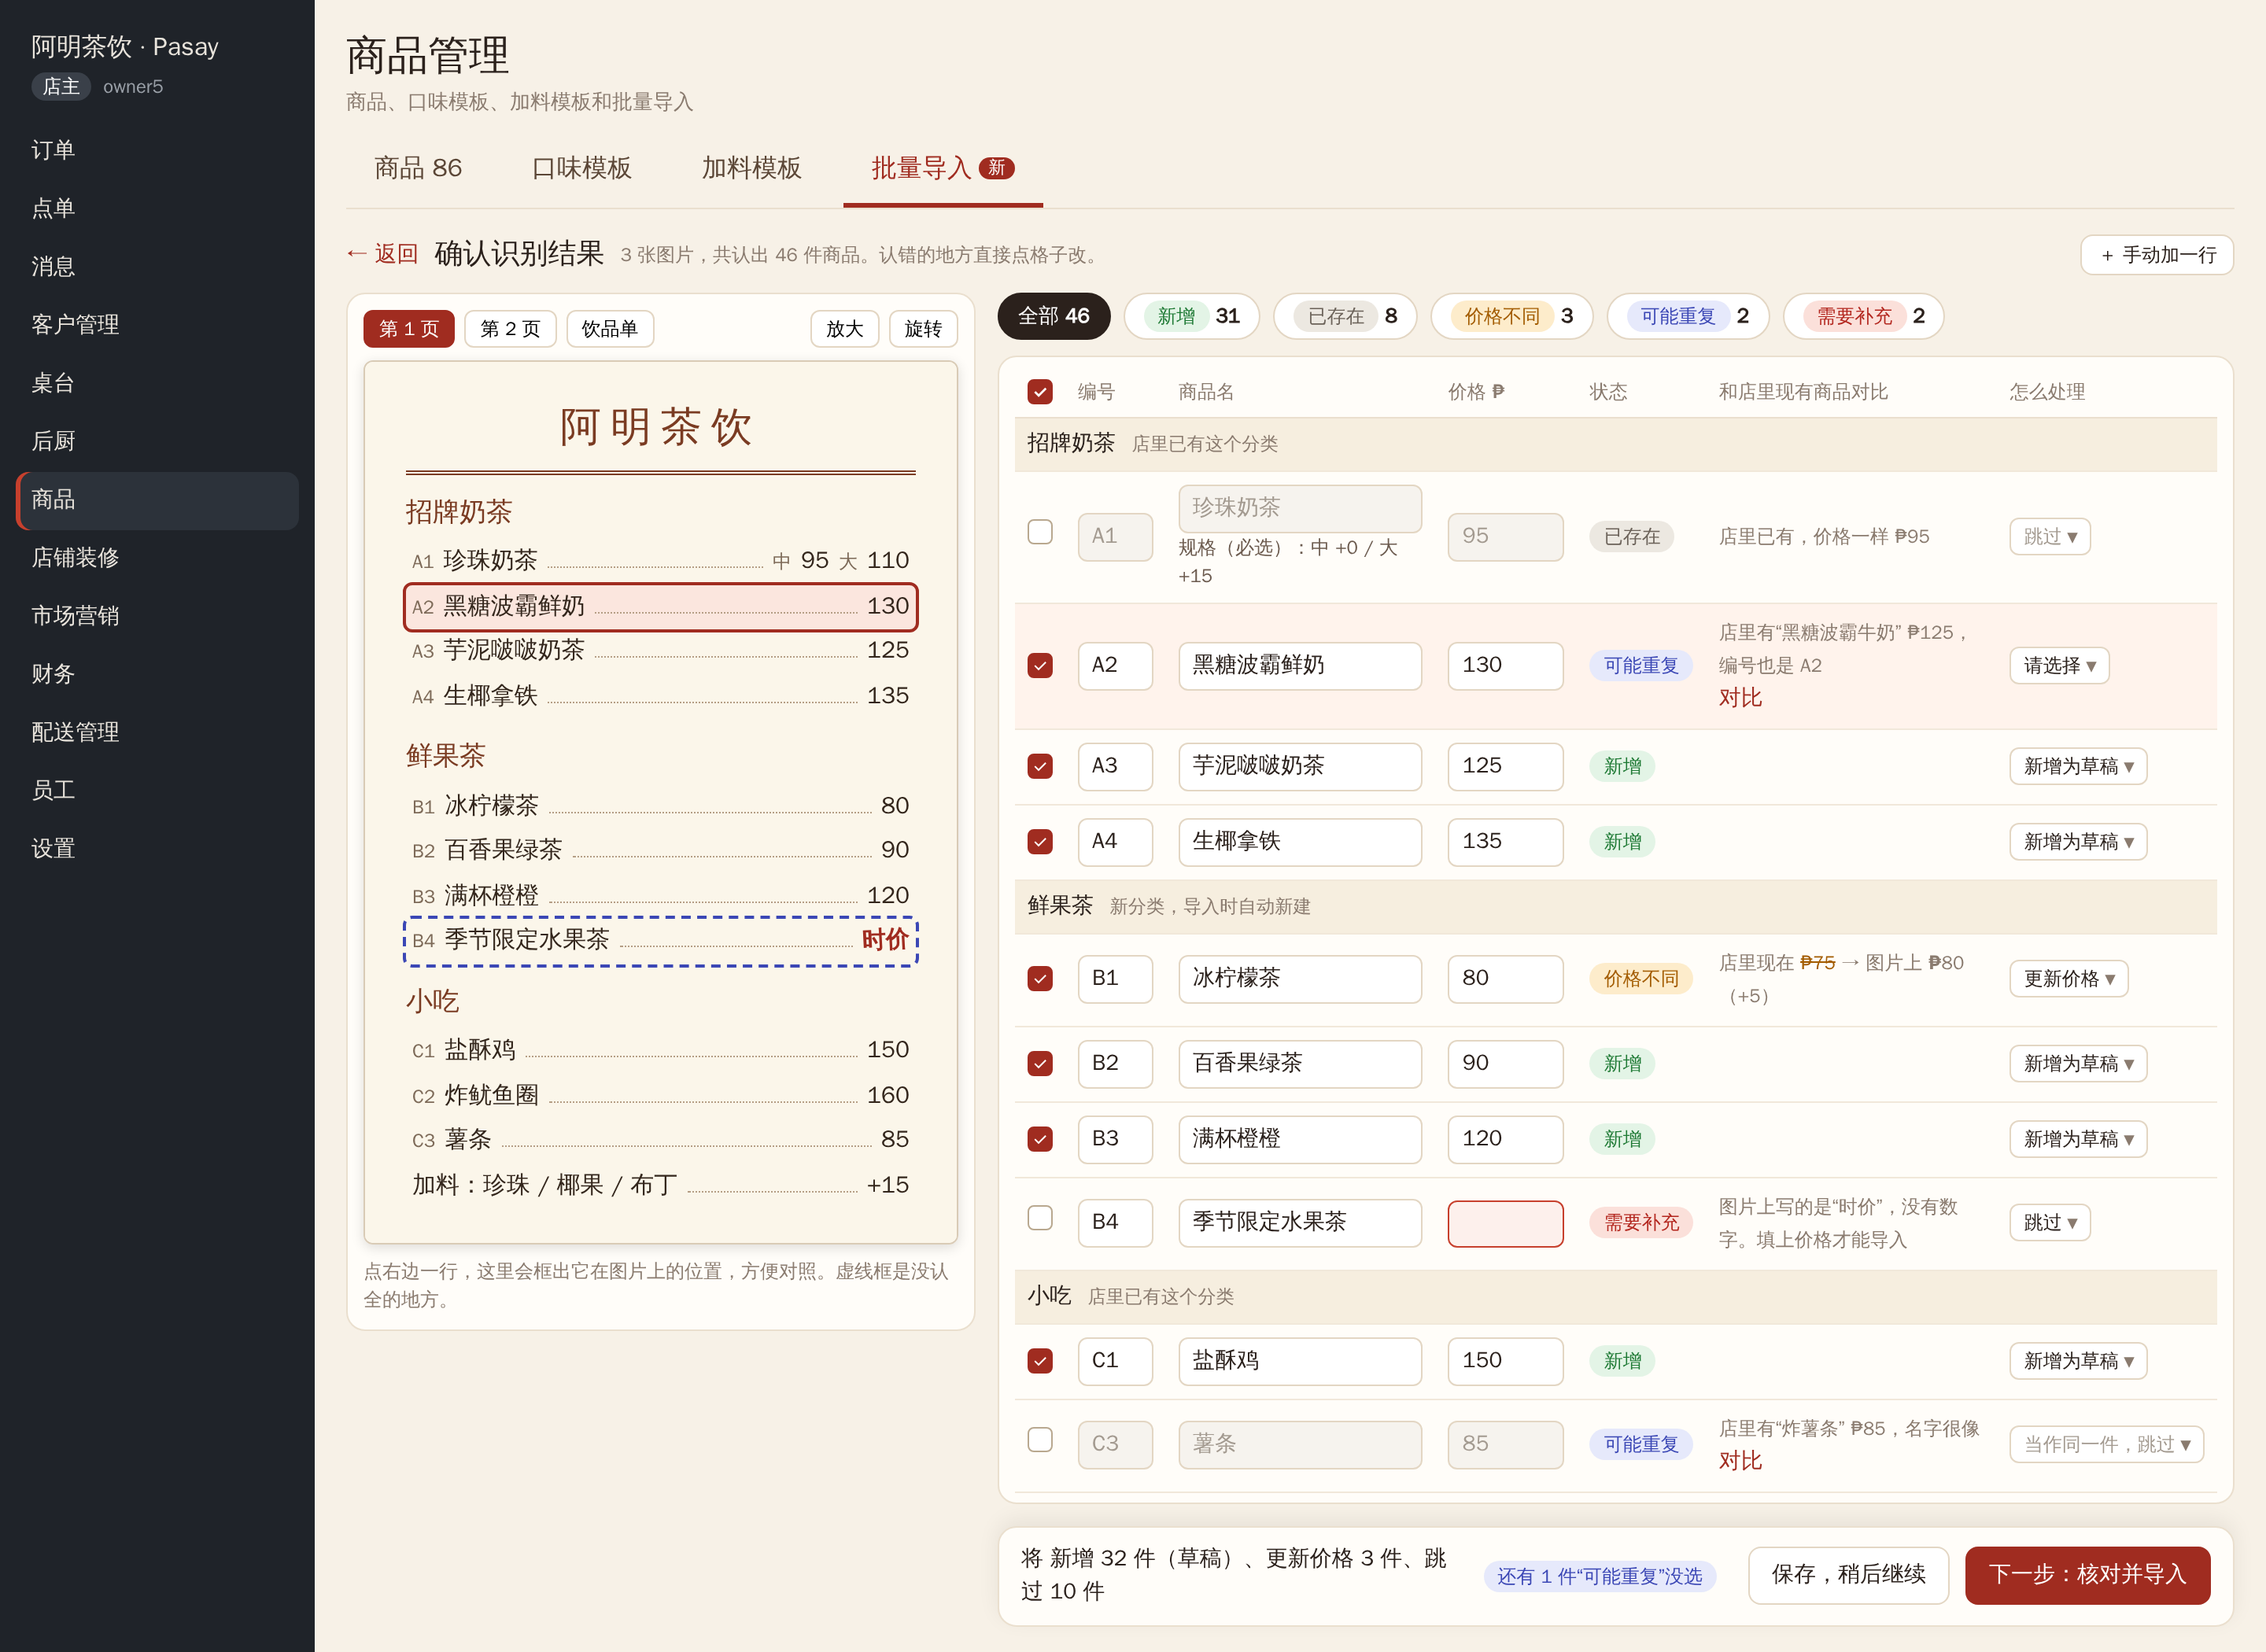 阿明茶饮 · Pasay
店主 owner5
订单
点单
消息
客户管理
桌台
后厨
商品
店铺装修
市场营销
财务
配送管理
员工
设置
商品管理
商品、口味模板、加料模板和批量导入
商品 86 口味模板 加料模板 批量导入 新
← 返回 确认识别结果 3 张图片，共认出 46 件商品。认错的地方直接点格子改。
+ 手动加一行
第 1 页 第 2 页 饮品单 放大 旋转
阿明茶饮
招牌奶茶
A1 珍珠奶茶 中 95 大 110
A2 黑糖波霸鲜奶 130
A3 芋泥啵啵奶茶 125
A4 生椰拿铁 135
鲜果茶
B1 冰柠檬茶 80
B2 百香果绿茶 90
B3 满杯橙橙 120
B4 季节限定水果茶 时价
小吃
C1 盐酥鸡 150
C2 炸鱿鱼圈 160
C3 薯条 85
加料：珍珠 / 椰果 / 布丁 +15
点右边一行，这里会框出它在图片上的位置，方便对照。虚线框是没认
全的地方。
全部 46 新增 31 已存在 8 价格不同 3 可能重复 2 需要补充 2
编号 商品名 价格 ₱ 状态 和店里现有商品对比 怎么处理
招牌奶茶 店里已有这个分类
A1 珍珠奶茶 95 已存在 店里已有，价格一样 ₱95 跳过 ▾
规格（必选）：中 +0 / 大
+15
A2 黑糖波霸鲜奶 130 可能重复 店里有“黑糖波霸牛奶” ₱125，
编号也是 A2
对比
请选择 ▾
A3 芋泥啵啵奶茶 125 新增 新增为草稿 ▾
A4 生椰拿铁 135 新增 新增为草稿 ▾
鲜果茶 新分类，导入时自动新建
B1 冰柠檬茶 80 价格不同 店里现在 ₱75 → 图片上 ₱80
（+5）
更新价格 ▾
B2 百香果绿茶 90 新增 新增为草稿 ▾
B3 满杯橙橙 120 新增 新增为草稿 ▾
B4 季节限定水果茶 需要补充 图片上写的是“时价”，没有数
字。填上价格才能导入
跳过 ▾
小吃 店里已有这个分类
C1 盐酥鸡 150 新增 新增为草稿 ▾
C3 薯条 85 可能重复 店里有“炸薯条” ₱85，名字很像
对比
当作同一件，跳过 ▾
将 新增 32 件（草稿）、更新价格 3 件、跳
过 10 件
还有 1 件“可能重复”没选
保存，稍后继续
下一步：核对并导入